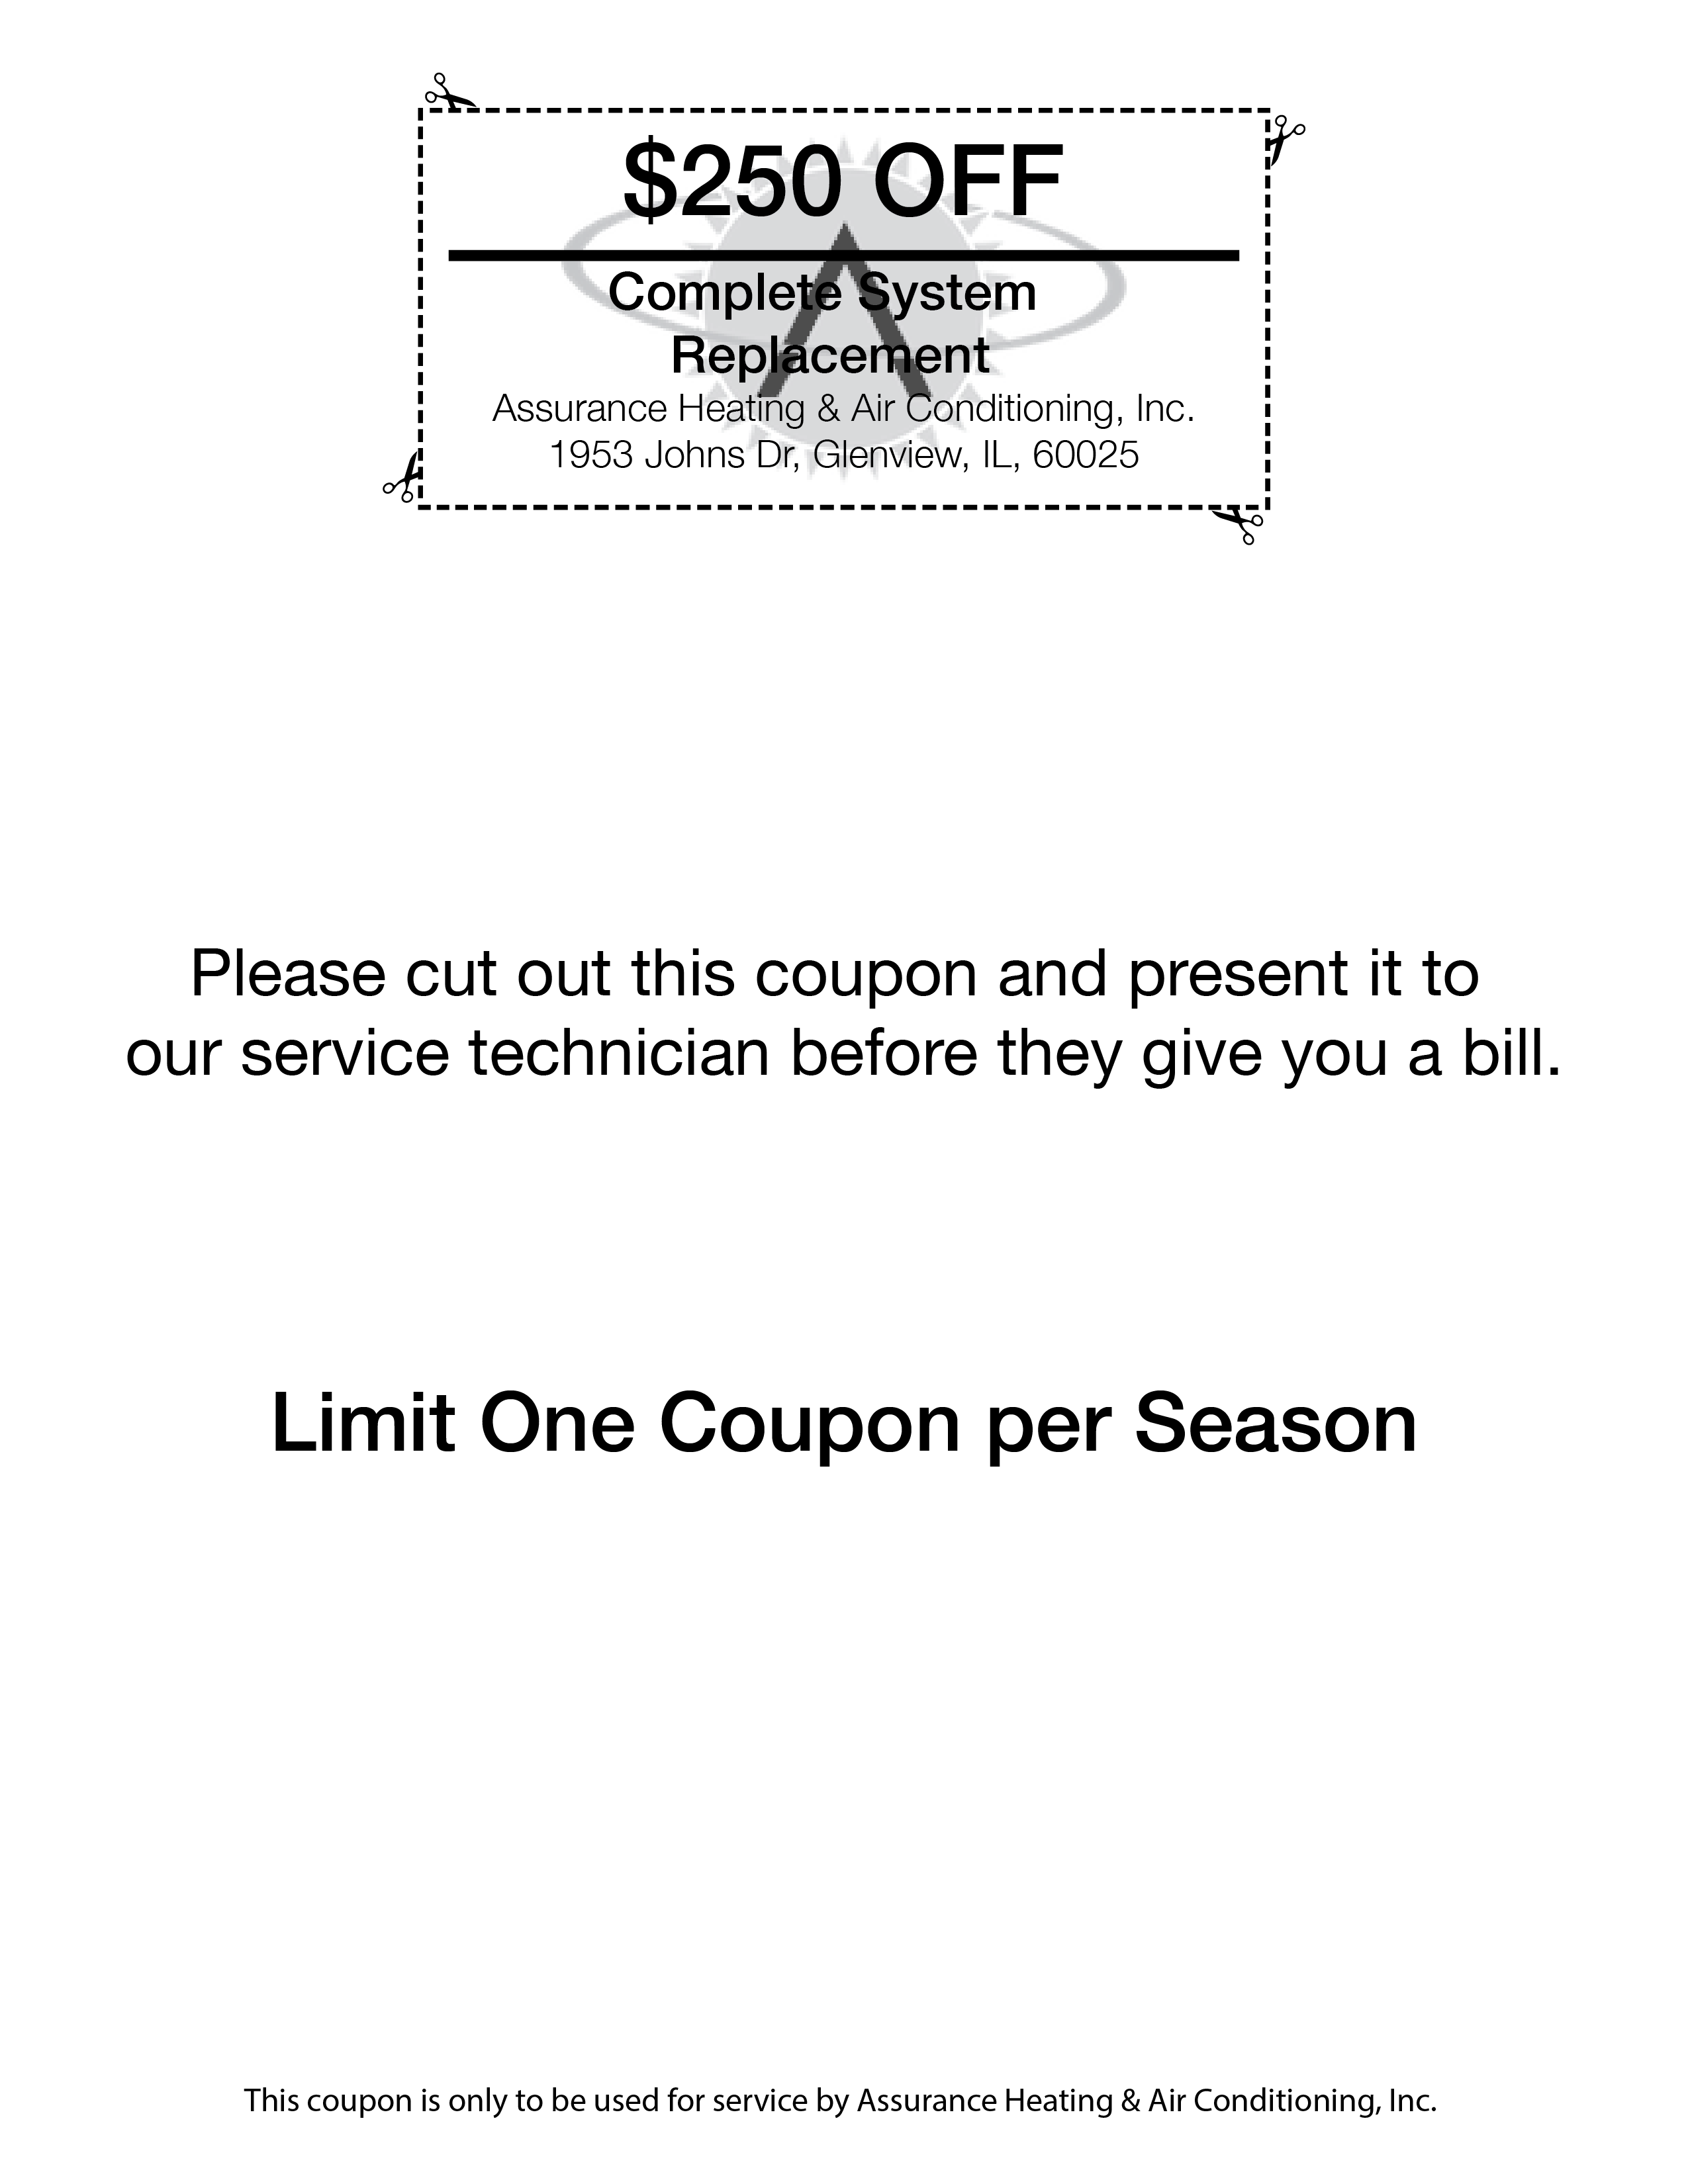 $250 OFF
Complete System
Replacement
Assurance Heating & Air Conditioning, Inc.
1953 Johns Dr, Glenview, IL, 60025
Please cut out this coupon and present it to
our service technician before they give you a bill.
Limit One Coupon per Season
This coupon is only to be used for service by Assurance Heating & Air Conditioning, Inc.